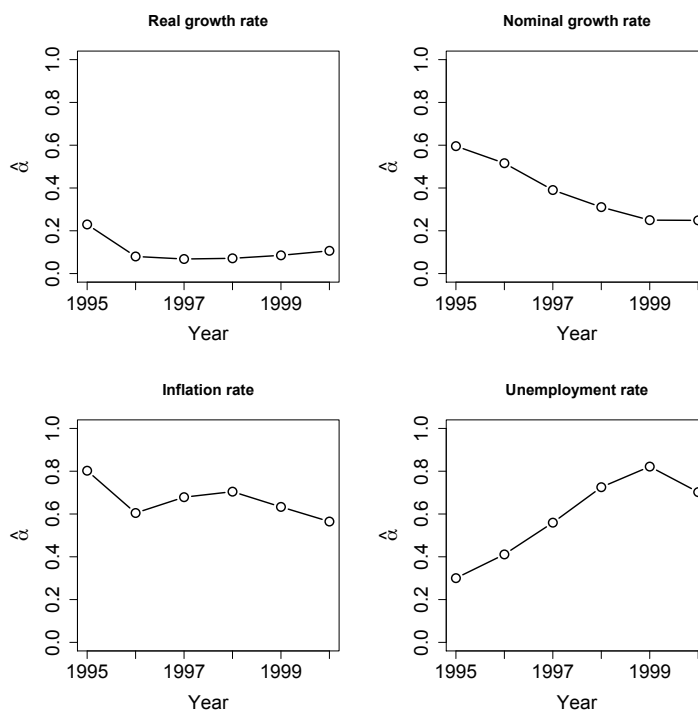 Real growth rate
1.0
0.8
0.6
0.4
0.2
0.0
α̂
1995 1997 1999
Year
Nominal growth rate
1.0
0.8
0.6
0.4
0.2
0.0
α̂
1995 1997 1999
Year
Inflation rate
1.0
0.8
0.6
0.4
0.2
0.0
α̂
1995 1997 1999
Year
Unemployment rate
1.0
0.8
0.6
0.4
0.2
0.0
α̂
1995 1997 1999
Year